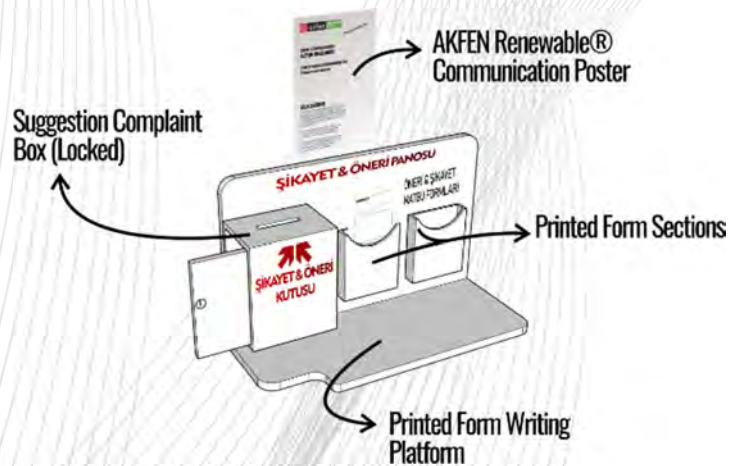 AKFEN Renewable®
Communication Poster
Suggestion Complaint
Box (Locked)
ŞİKAYET & ÖNERİ PANOSU
ÖNERİ & ŞİKAYET
MATBU FORMLARI
Printed Form Sections
ŞİKAYET & ÖNERİ
KUTUSU
Printed Form Writing
Platform